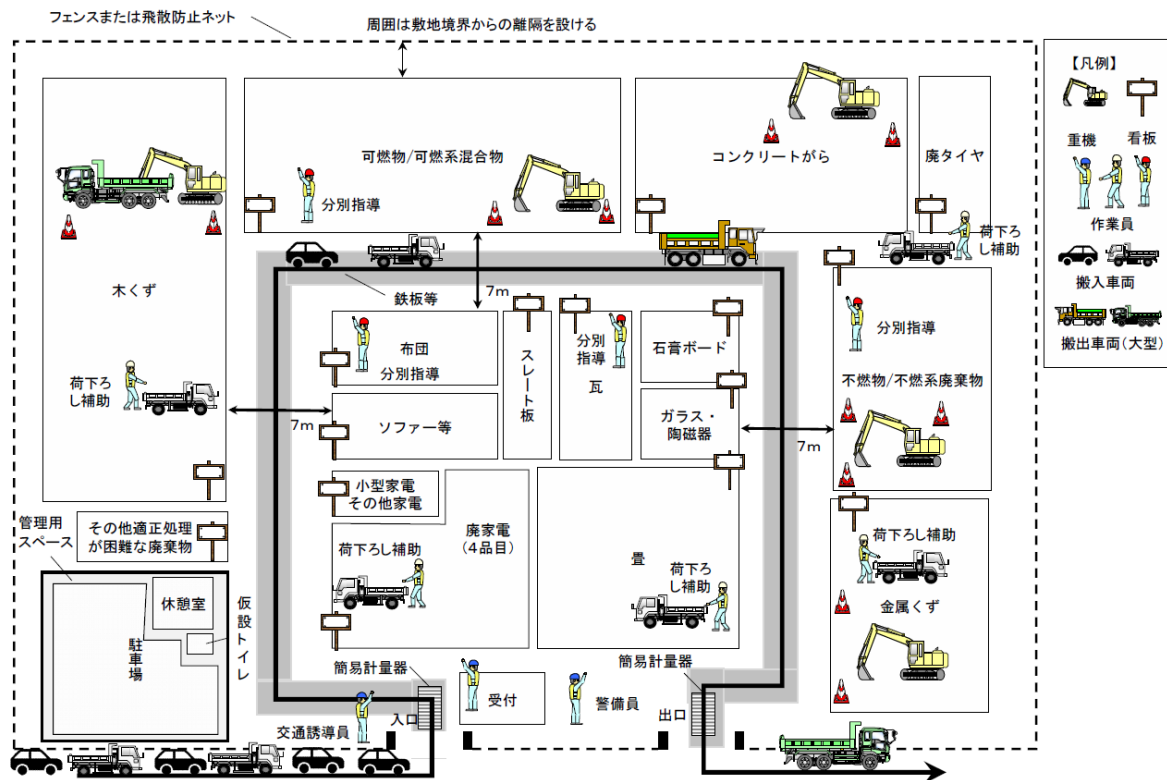 フェンスまたは飛散防止ネット
周囲は敷地境界からの離隔を設ける
【凡例】
重機
看板
作業員
搬入車両
搬出車両(大型)
可燃物/可燃系混合物
分別指導
コンクリートがら
廃タイヤ
荷下ろ
し補助
木くず
鉄板等
7m
布団
分別指導
スレート板
分別
指導
瓦
石膏ボード
分別指導
不燃物/不燃系廃棄物
荷下ろ
し補助
7m
ソファー等
ガラス・
陶磁器
7m
小型家電
その他家電
廃家電
(4品目)
畳
管理用
スペース
その他適正処理
が困難な廃棄物
荷下ろし補助
荷下ろ
し補助
荷下ろ
し補助
金属くず
休憩室
仮設トイレ
駐車場
簡易計量器
簡易計量器
受付
警備員
入口
出口
交通誘導員